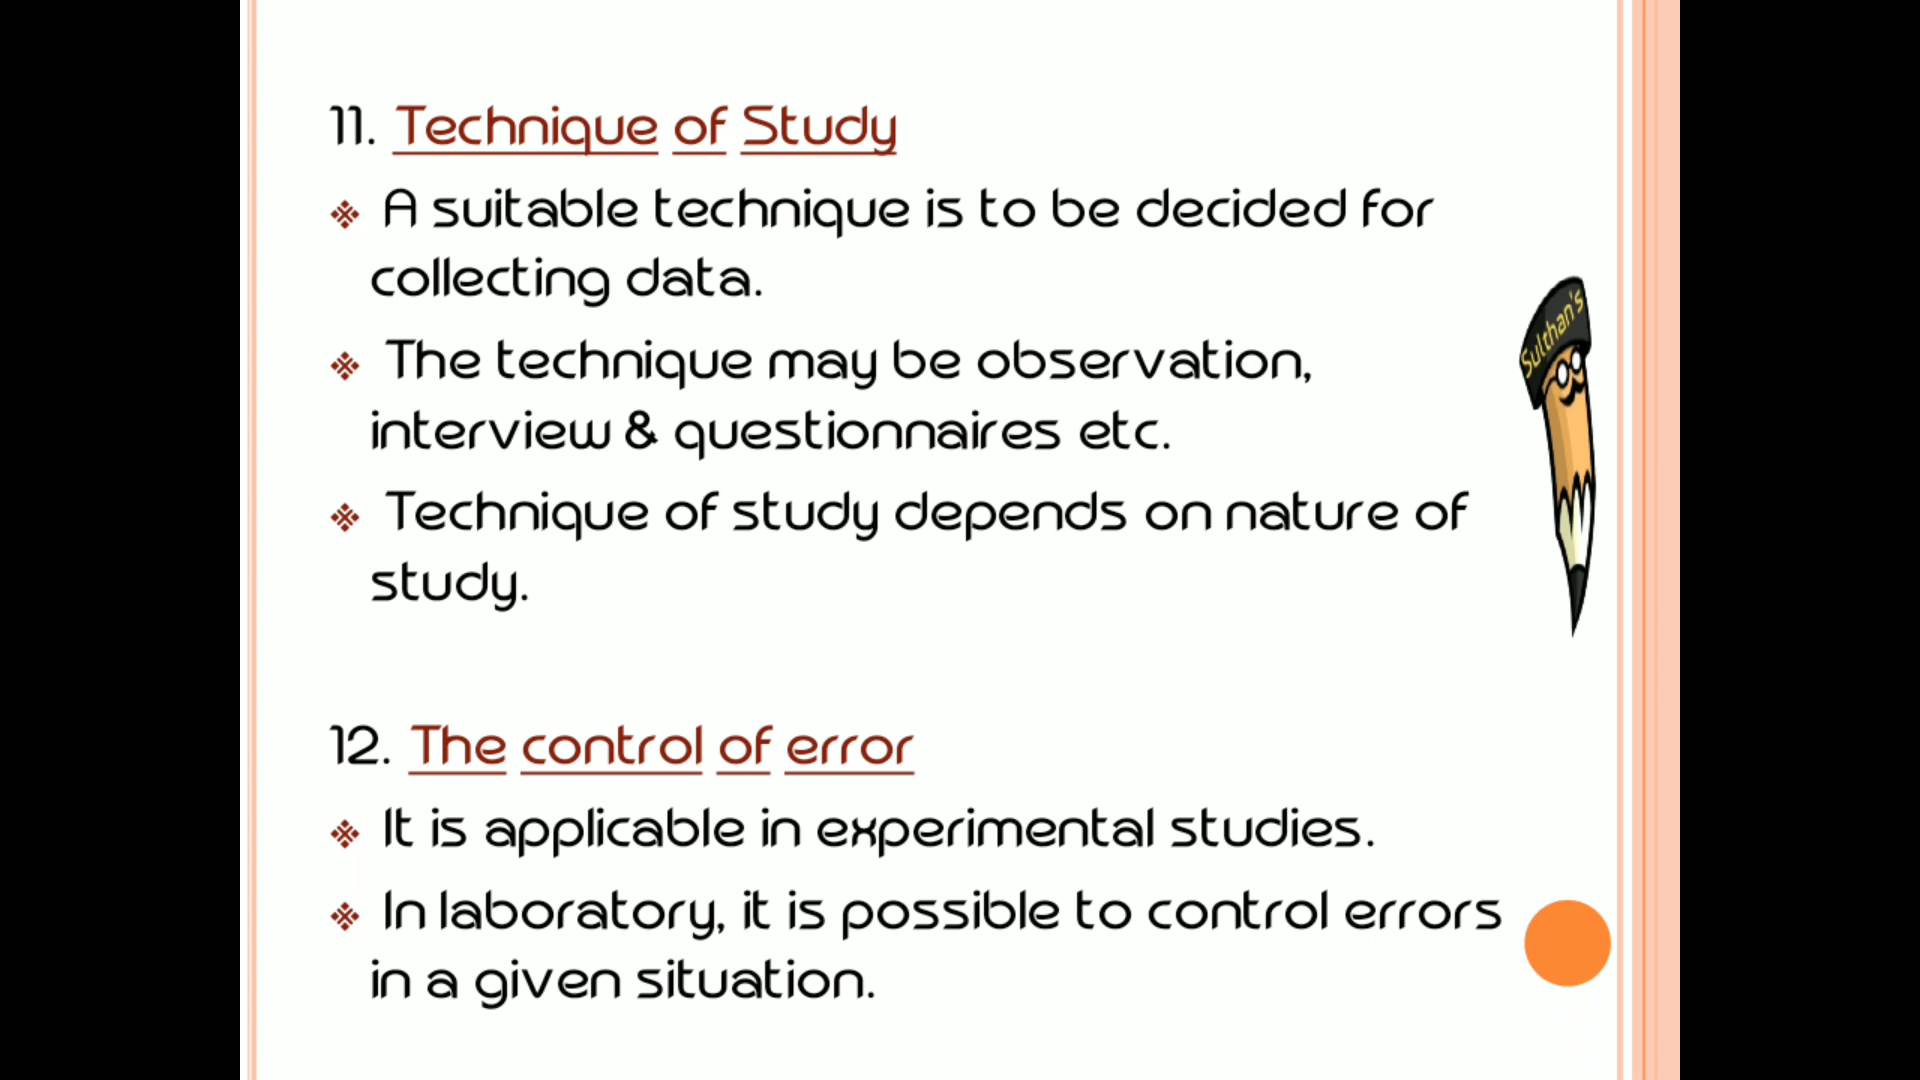 11. Technique of Study
❖ A suitable technique is to be decided for
collecting data.
❖ The technique may be observation,
interview & questionnaires etc.
❖ Technique of study depends on nature of
study.
Sulthan's
12. The control of error
❖ It is applicable in experimental studies.
❖ In laboratory, it is possible to control errors
in a given situation.